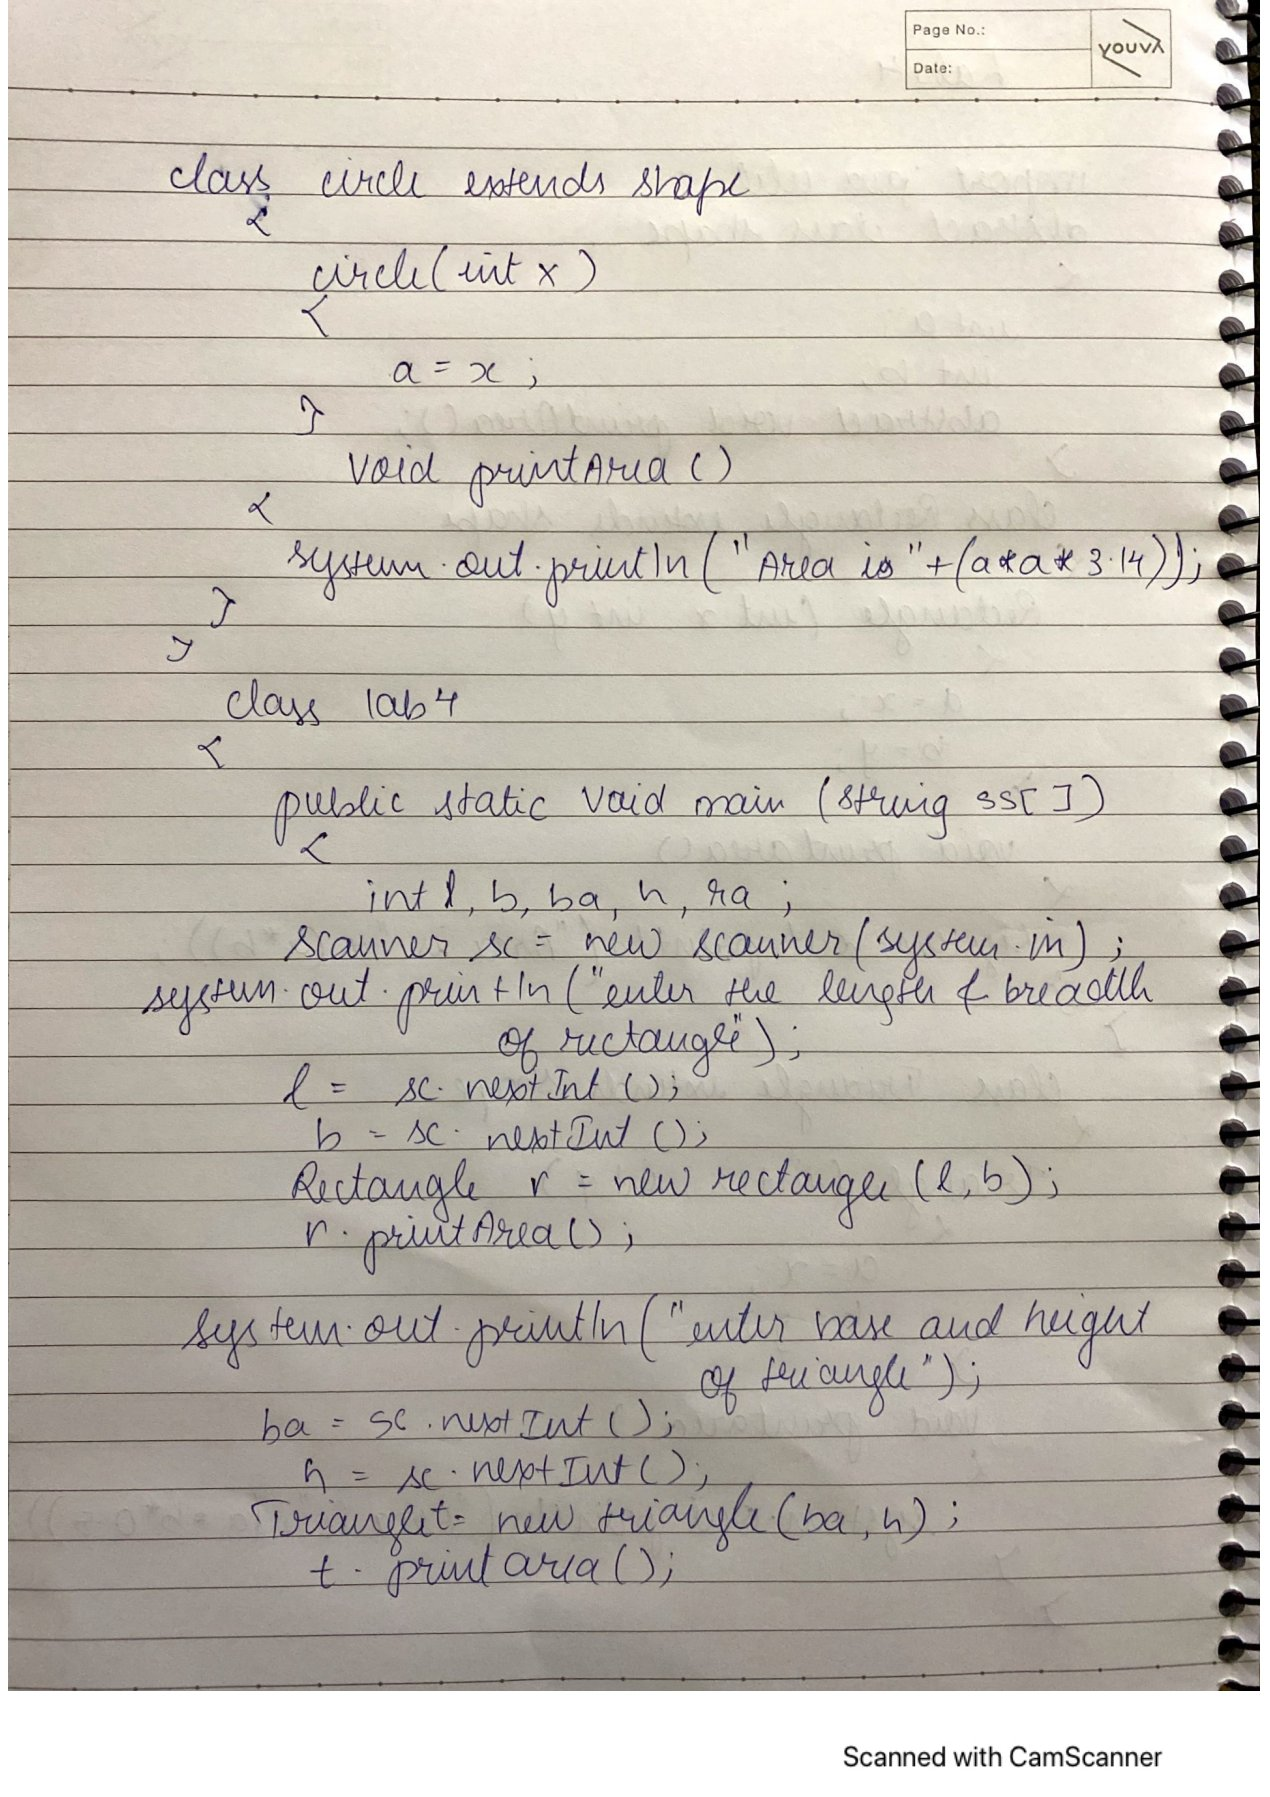 Page No.:
Date:
YOUVA
class circle extends shape
{
circle(int x)
{
a = x ;
}
void printArea ()
{
system.out.println ("Area is" + (a*a* 3.14));
}
}
class lab4
{
public static void main (string ss[ ])
{
int l, b, ba, h, ra ;
scanner sc = new scanner(system.in) ;
system.out.println ("enter the length & breadth
of rectangle");
l = sc. nextInt ();
b = sc. nextInt ();
Rectangle r = new rectangle (l, b);
r. printArea();
system.out.println ("enter base and height
of triangle");
ba = sc .nextInt ();
h = sc. nextInt();
Triangle t= new triangle (ba, h) ;
t. printarea();
Scanned with CamScanner